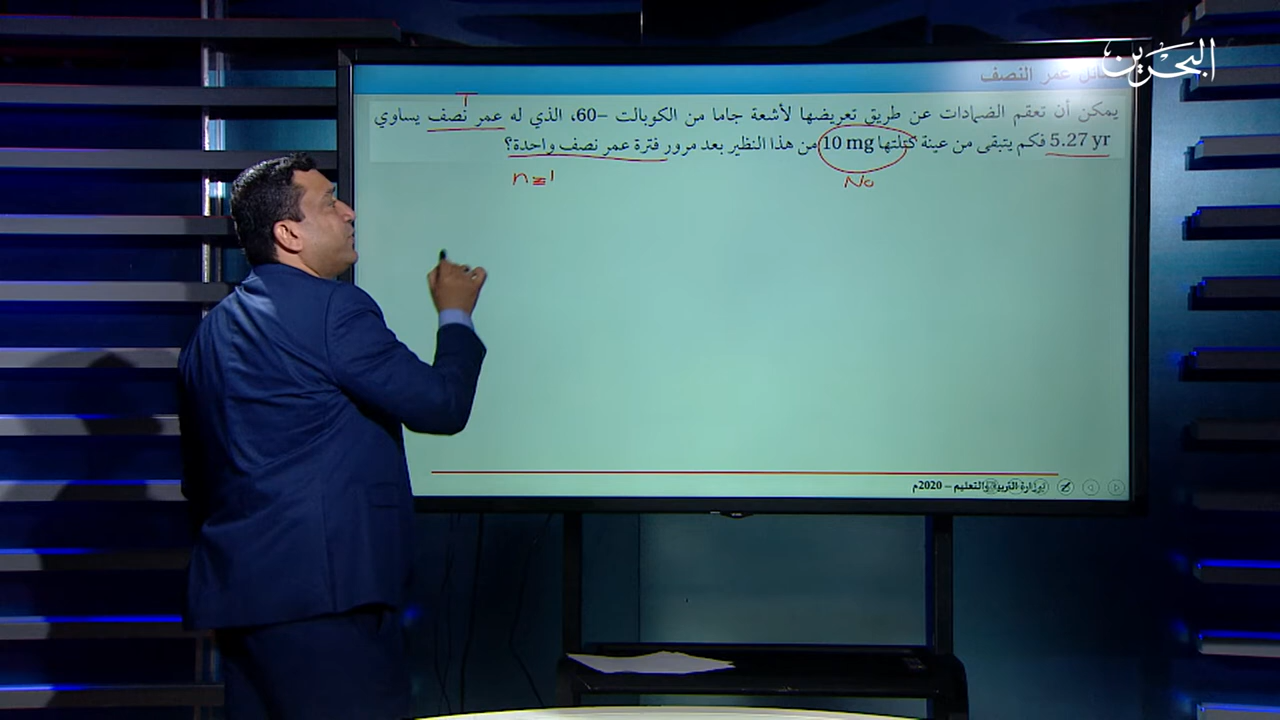 البحرين
مسائل عمر النصف
يمكن أن تعقم الضمادات عن طريق تعريضها لأشعة جاما من الكوبالت –60، الذي له عمر نصف يساوي
5.27 yr فكم يتبقى من عينة كتلتها 10 mg من هذا النظير بعد مرور فترة عمر نصف واحدة؟
T
n=1
No
وزارة التربية والتعليم – 2020م